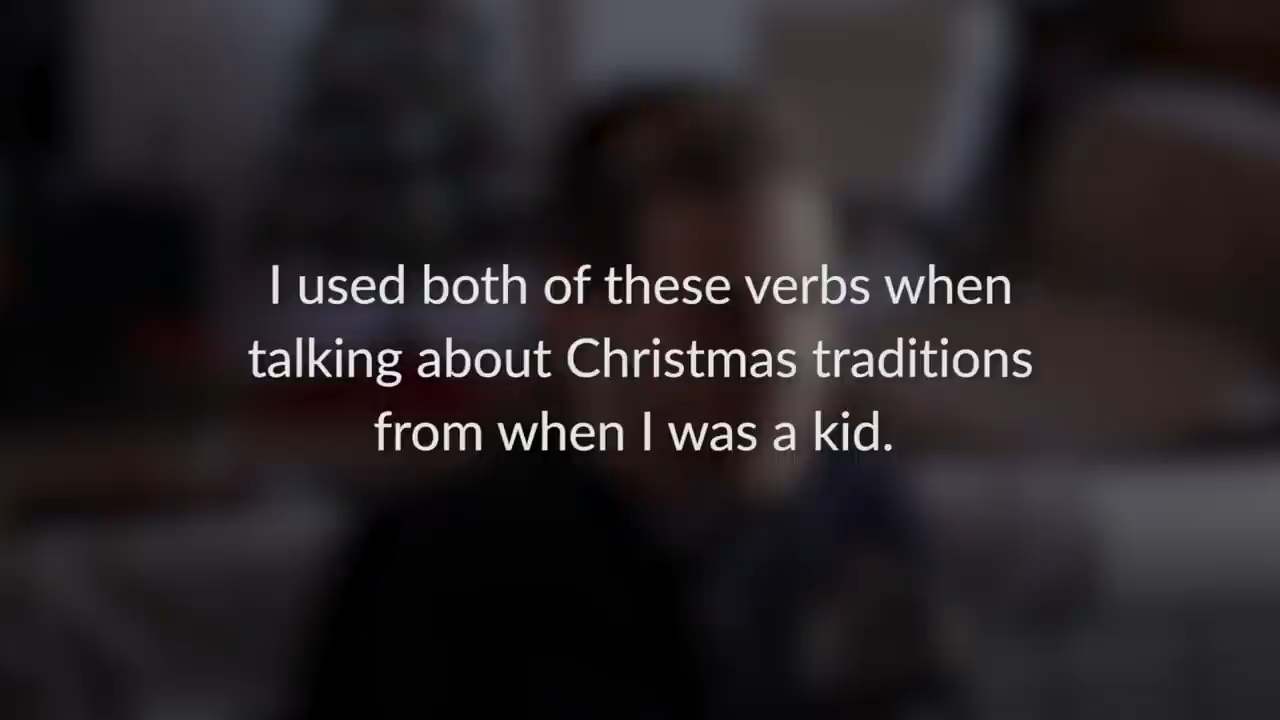 I used both of these verbs when
talking about Christmas traditions
from when I was a kid.